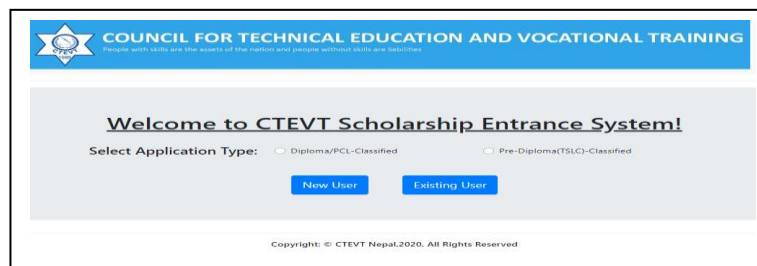 CTEVT
COUNCIL FOR TECHNICAL EDUCATION AND VOCATIONAL TRAINING
People with skills are the assets of the nation and people without skills are liabilities
Welcome to CTEVT Scholarship Entrance System!
Select Application Type: Diploma/PCL-Classified Pre-Diploma(TSLC)-Classified
New User Existing User
Copyright: © CTEVT Nepal,2020. All Rights Reserved